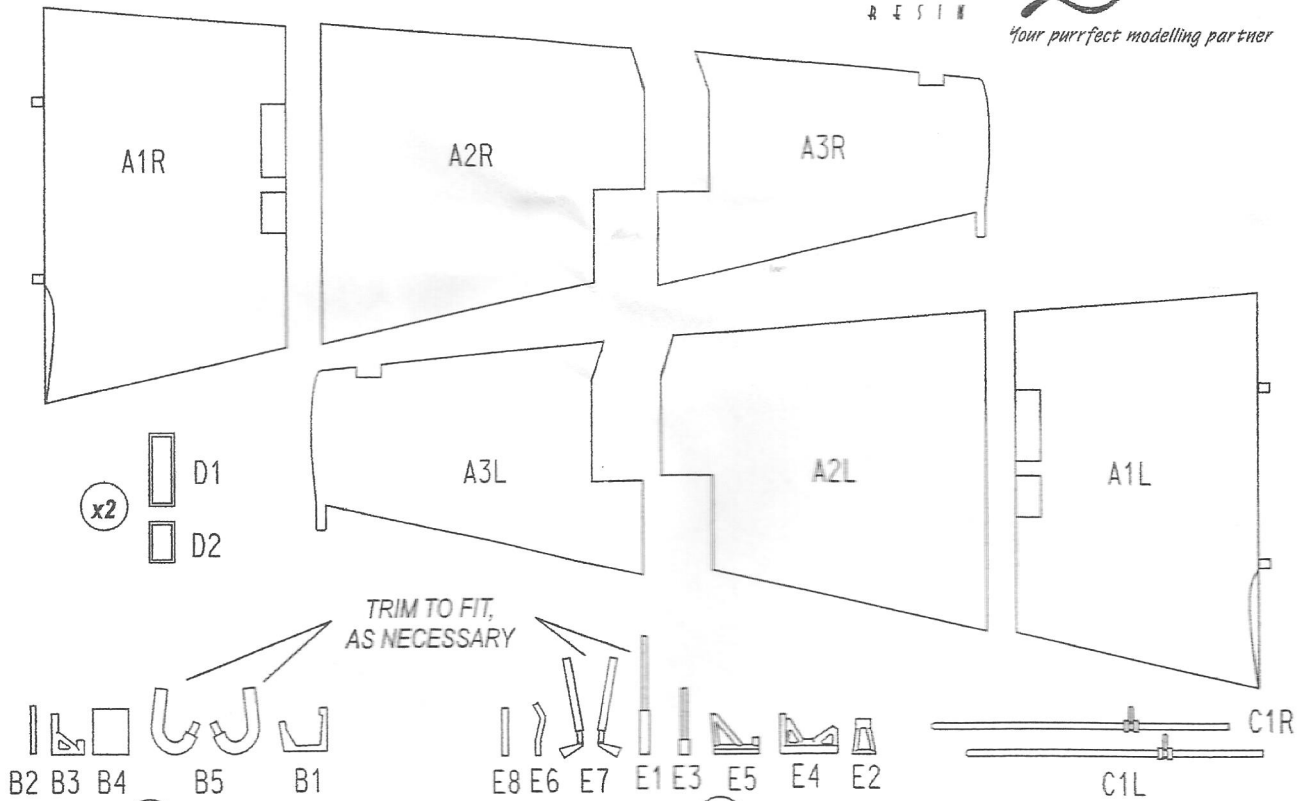 RESIN
Your purrfect modelling partner
A1R
A2R
A3R
A3L
A2L
A1L
x2
D1
D2
TRIM TO FIT,
AS NECESSARY
B2 B3 B4 B5 B1 E8 E6 E7 E1 E3 E5 E4 E2
C1R
C1L